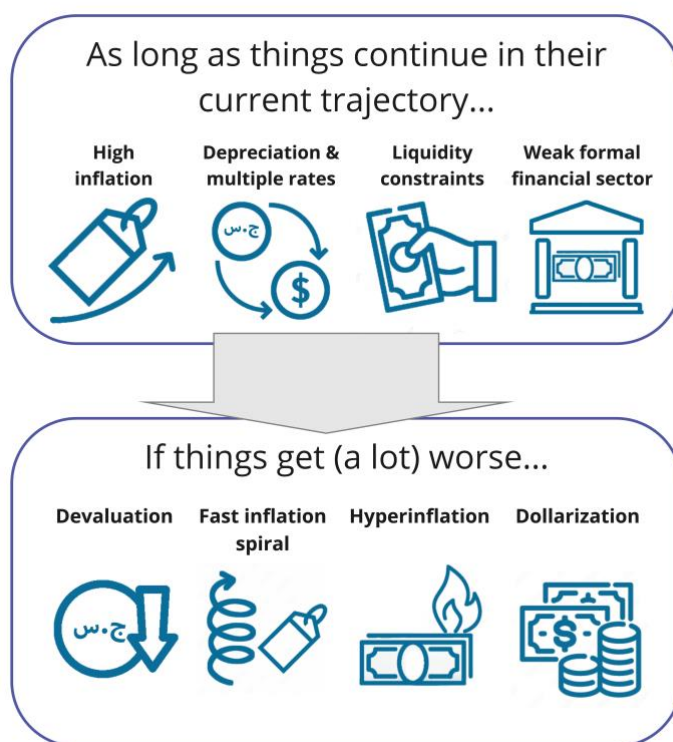 As long as things continue in their
current trajectory...
High
inflation
Depreciation &
multiple rates
Liquidity
constraints
Weak formal
financial sector
ج.س
$
If things get (a lot) worse...
Devaluation
Fast inflation
spiral
Hyperinflation
Dollarization
ج.س
$